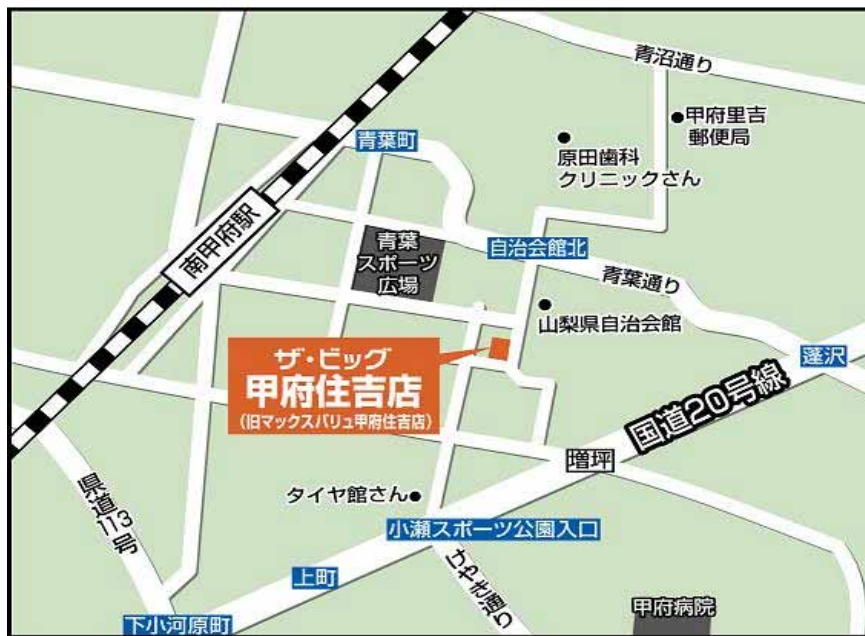 青沼通り
甲府里吉
郵便局
青葉町
原田歯科
クリニックさん
南甲府駅
青葉
スポーツ
広場
自治会館北
青葉通り
山梨県自治会館
ザ・ビッグ
甲府住吉店
(旧マックスバリュ甲府住吉店)
蓬沢
国道20号線
増坪
県道113号
タイヤ館さん
小瀬スポーツ公園入口
けやき通り
上町
甲府病院
下小河原町